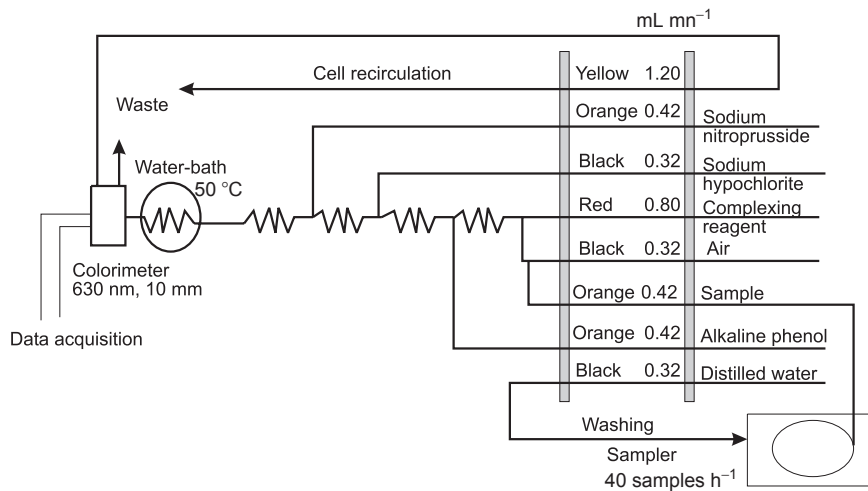 mL mn⁻¹
Cell recirculation
Yellow 1.20
Waste
Orange 0.42
Sodium
nitroprusside
Water-bath
50 °C
Black 0.32
Sodium
hypochlorite
Red 0.80
Complexing
reagent
Black 0.32
Air
Colorimeter
630 nm, 10 mm
Orange 0.42
Sample
Data acquisition
Orange 0.42
Alkaline phenol
Black 0.32
Distilled water
Washing
Sampler
40 samples h⁻¹